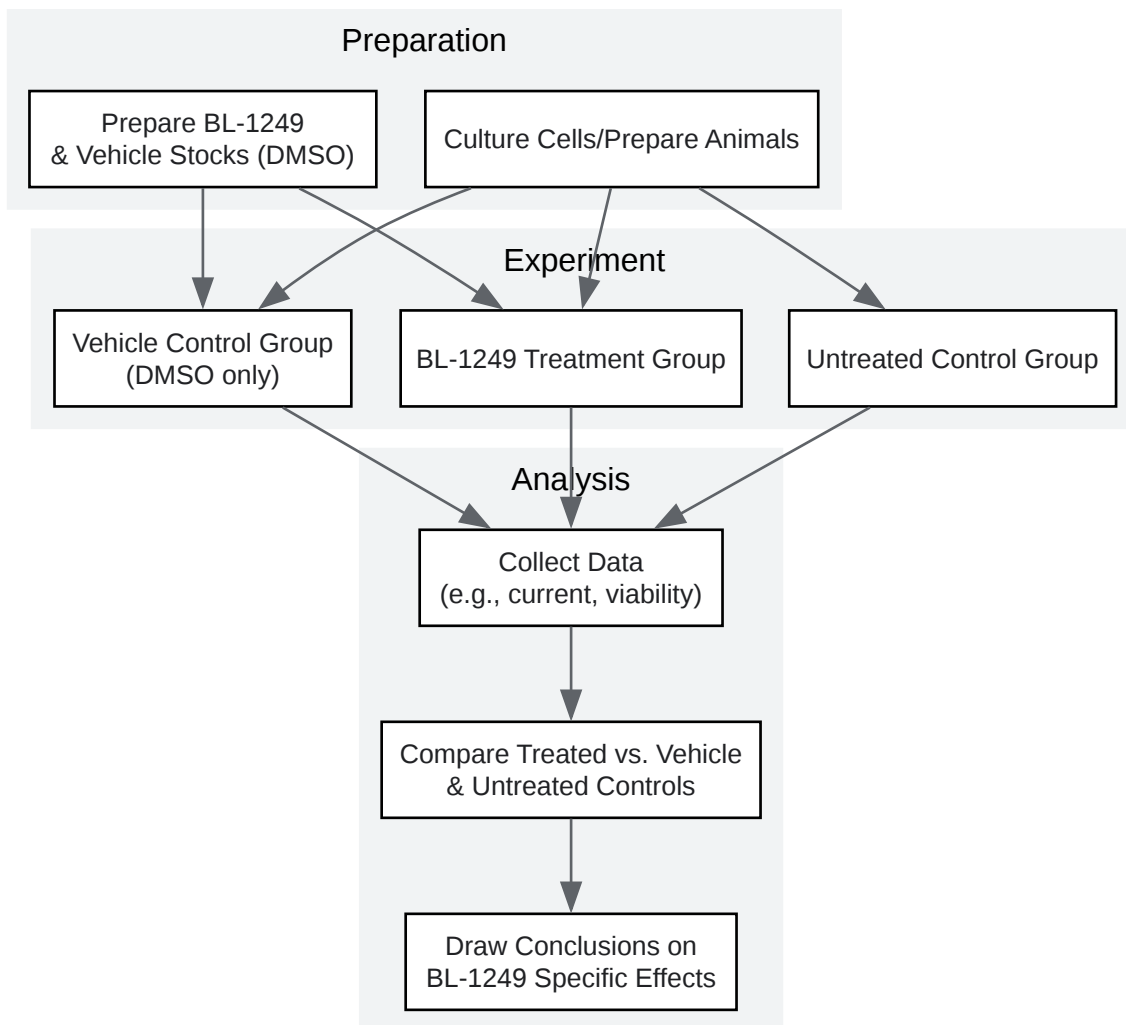 Preparation
Prepare BL-1249
& Vehicle Stocks (DMSO)
Culture Cells/Prepare Animals
Experiment
Vehicle Control Group
(DMSO only)
BL-1249 Treatment Group
Untreated Control Group
Analysis
Collect Data
(e.g., current, viability)
Compare Treated vs. Vehicle
& Untreated Controls
Draw Conclusions on
BL-1249 Specific Effects